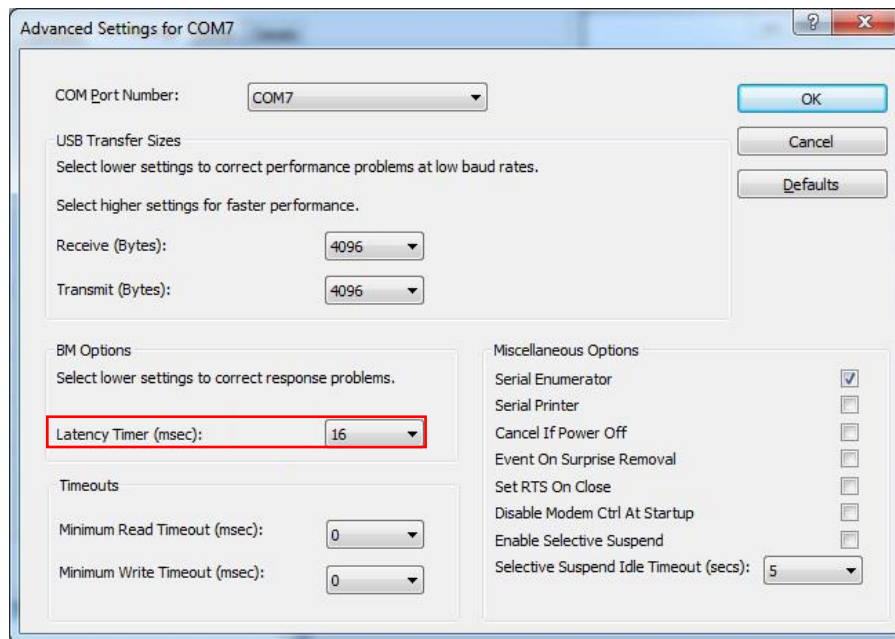 Advanced Settings for COM7
COM Port Number: COM7
OK
USB Transfer Sizes
Cancel
Select lower settings to correct performance problems at low baud rates.
Defaults
Select higher settings for faster performance.
Receive (Bytes): 4096
Transmit (Bytes): 4096
BM Options
Select lower settings to correct response problems.
Latency Timer (msec): 16
Timeouts
Minimum Read Timeout (msec): 0
Minimum Write Timeout (msec): 0
Miscellaneous Options
Serial Enumerator
Serial Printer
Cancel If Power Off
Event On Surprise Removal
Set RTS On Close
Disable Modem Ctrl At Startup
Enable Selective Suspend
Selective Suspend Idle Timeout (secs): 5